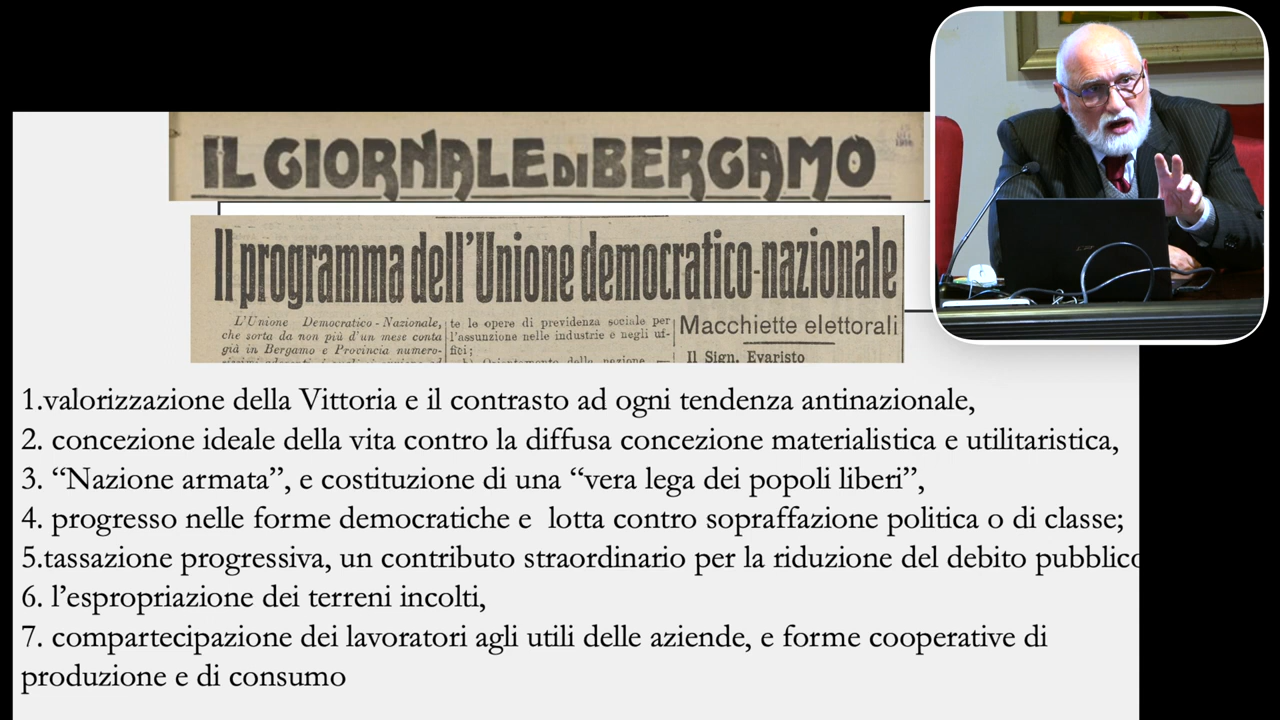 IL GIORNALE DI BERGAMO
Il programma dell'Unione democratico-nazionale
L'Unione Democratico-Nazionale,
che sorta da non più d'un mese conta
già in Bergamo e Provincia numero-
te le opere di previdenza sociale per
l'assunzione nelle industrie e negli uf-
fici;
Macchiette elettorali
Il Sign. Evaristo
1.valorizzazione della Vittoria e il contrasto ad ogni tendenza antinazionale,
2. concezione ideale della vita contro la diffusa concezione materialistica e utilitaristica,
3. “Nazione armata”, e costituzione di una “vera lega dei popoli liberi”,
4. progresso nelle forme democratiche e  lotta contro sopraffazione politica o di classe;
5.tassazione progressiva, un contributo straordinario per la riduzione del debito pubblico
6. l’espropriazione dei terreni incolti,
7. compartecipazione dei lavoratori agli utili delle aziende, e forme cooperative di
produzione e di consumo